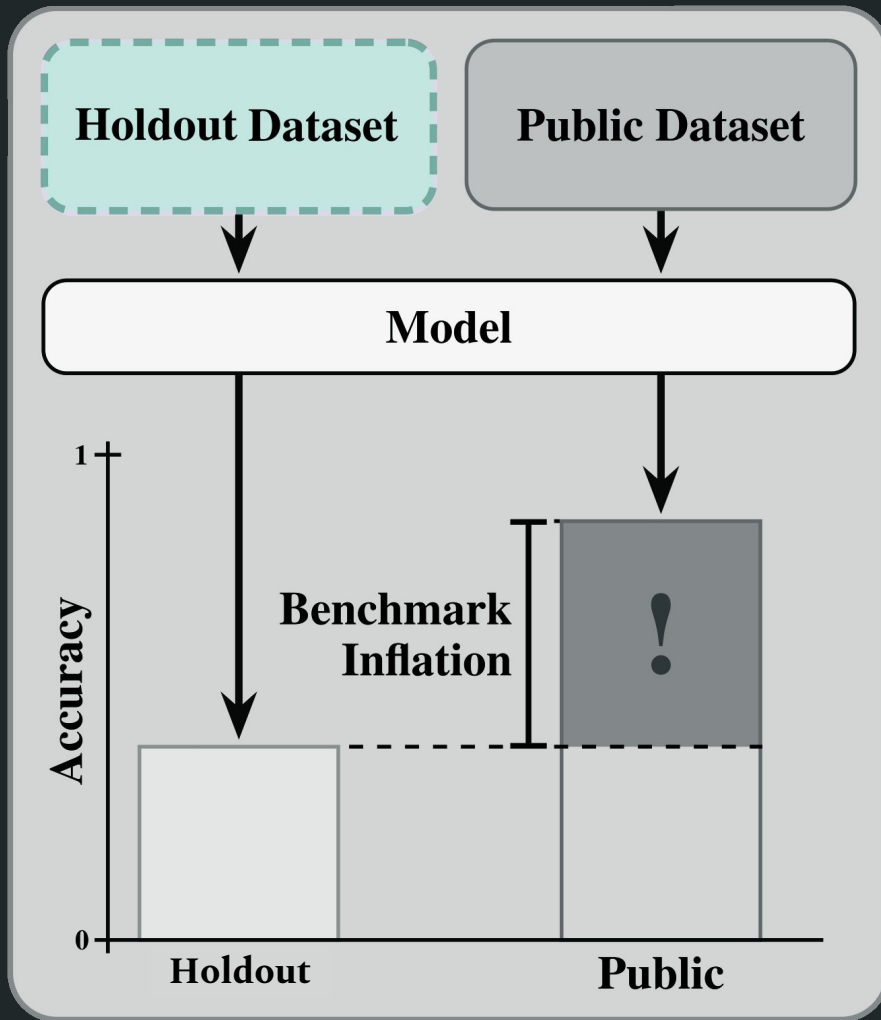 Holdout Dataset
Public Dataset
Model
1
Benchmark
Inflation
!
Accuracy
0
Holdout
Public